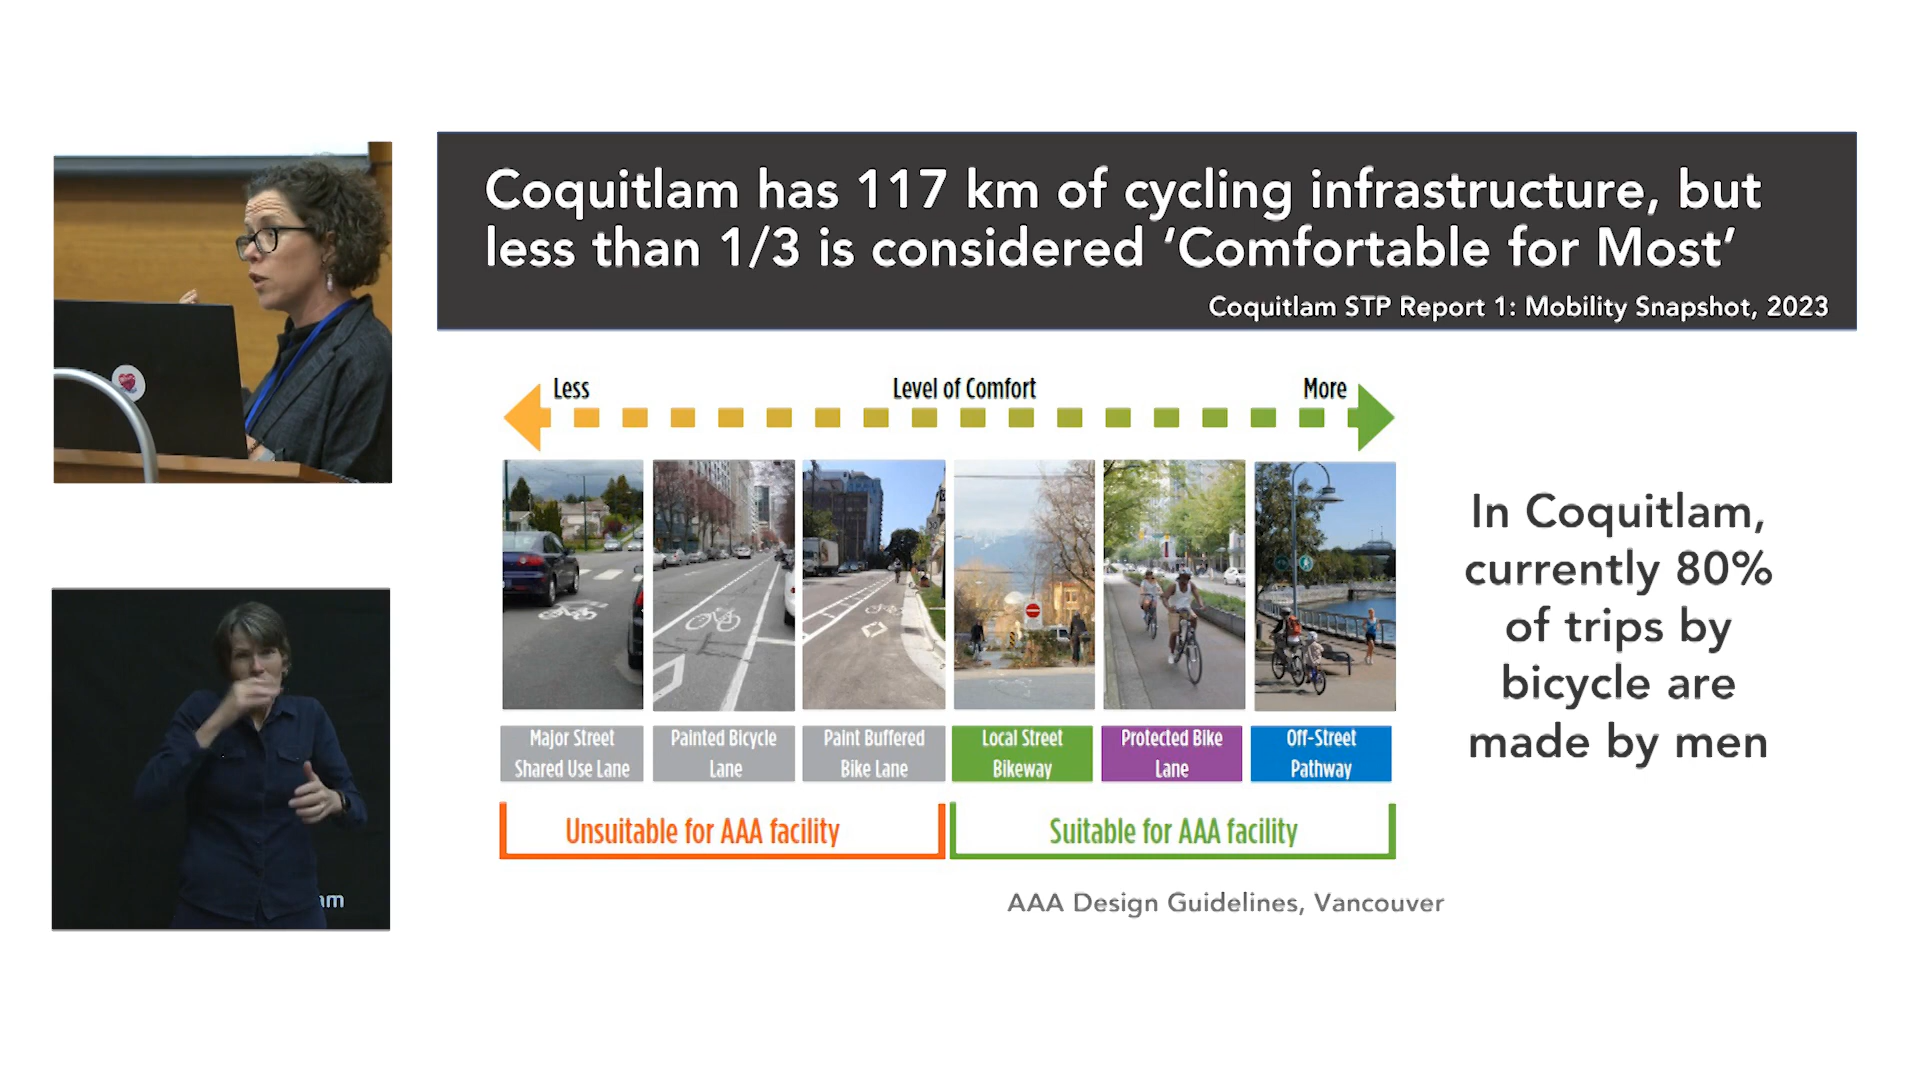 Coquitlam has 117 km of cycling infrastructure, but
less than 1/3 is considered ‘Comfortable for Most’
Coquitlam STP Report 1: Mobility Snapshot, 2023
Less
Level of Comfort
More
Major Street
Shared Use Lane
Painted Bicycle
Lane
Paint Buffered
Bike Lane
Local Street
Bikeway
Protected Bike
Lane
Off-Street
Pathway
Unsuitable for AAA facility
Suitable for AAA facility
AAA Design Guidelines, Vancouver
In Coquitlam,
currently 80%
of trips by
bicycle are
made by men